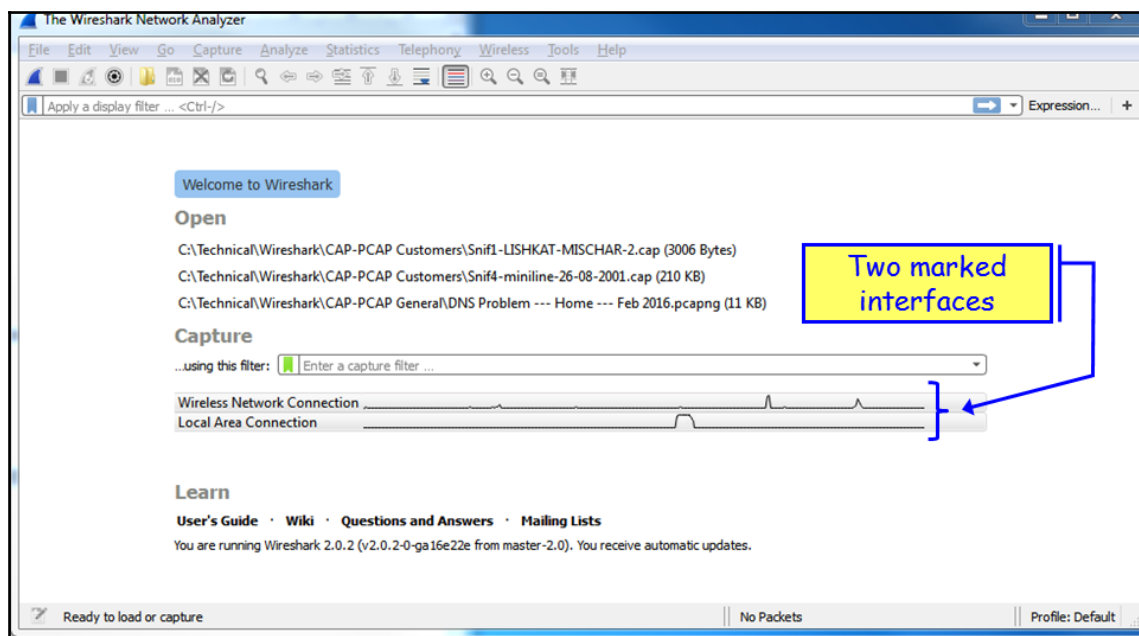 The Wireshark Network Analyzer
File Edit View Go Capture Analyze Statistics Telephony Wireless Tools Help
Apply a display filter ... <Ctrl-/> Expression... +
Welcome to Wireshark
Open
C:\Technical\Wireshark\CAP-PCAP Customers\Snif1-LISHKAT-MISCHAR-2.cap (3006 Bytes)
C:\Technical\Wireshark\CAP-PCAP Customers\Snif4-miniline-26-08-2001.cap (210 KB)
C:\Technical\Wireshark\CAP-PCAP General\DNS Problem --- Home --- Feb 2016.pcapng (11 KB)
Two marked
interfaces
Capture
...using this filter: Enter a capture filter ...
Wireless Network Connection
Local Area Connection
Learn
User's Guide · Wiki · Questions and Answers · Mailing Lists
You are running Wireshark 2.0.2 (v2.0.2-0-ga16e22e from master-2.0). You receive automatic updates.
Ready to load or capture No Packets Profile: Default